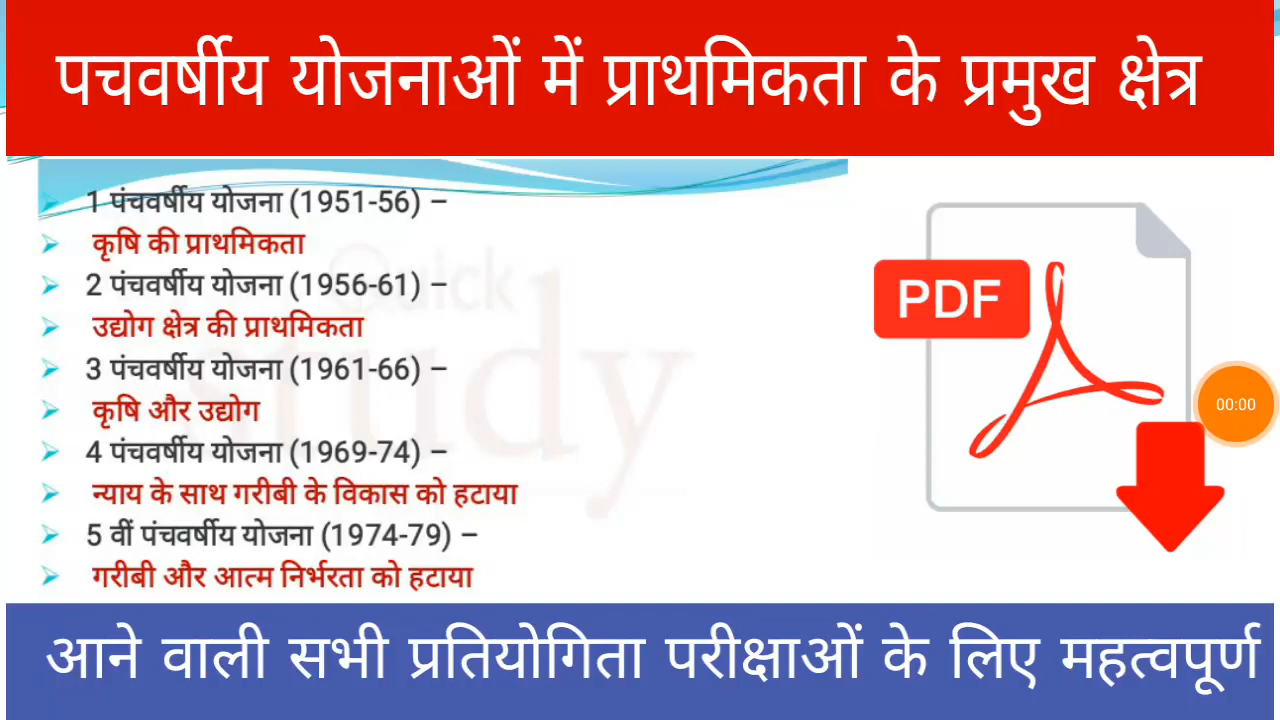 पचवर्षीय योजनाओं में प्राथमिकता के प्रमुख क्षेत्र
1 पंचवर्षीय योजना (1951-56) –
कृषि की प्राथमिकता
2 पंचवर्षीय योजना (1956-61) –
उद्योग क्षेत्र की प्राथमिकता
3 पंचवर्षीय योजना (1961-66) –
कृषि और उद्योग
4 पंचवर्षीय योजना (1969-74) –
न्याय के साथ गरीबी के विकास को हटाया
5 वीं पंचवर्षीय योजना (1974-79) –
गरीबी और आत्म निर्भरता को हटाया
Quick
study
PDF
00:00
आने वाली सभी प्रतियोगिता परीक्षाओं के लिए महत्वपूर्ण